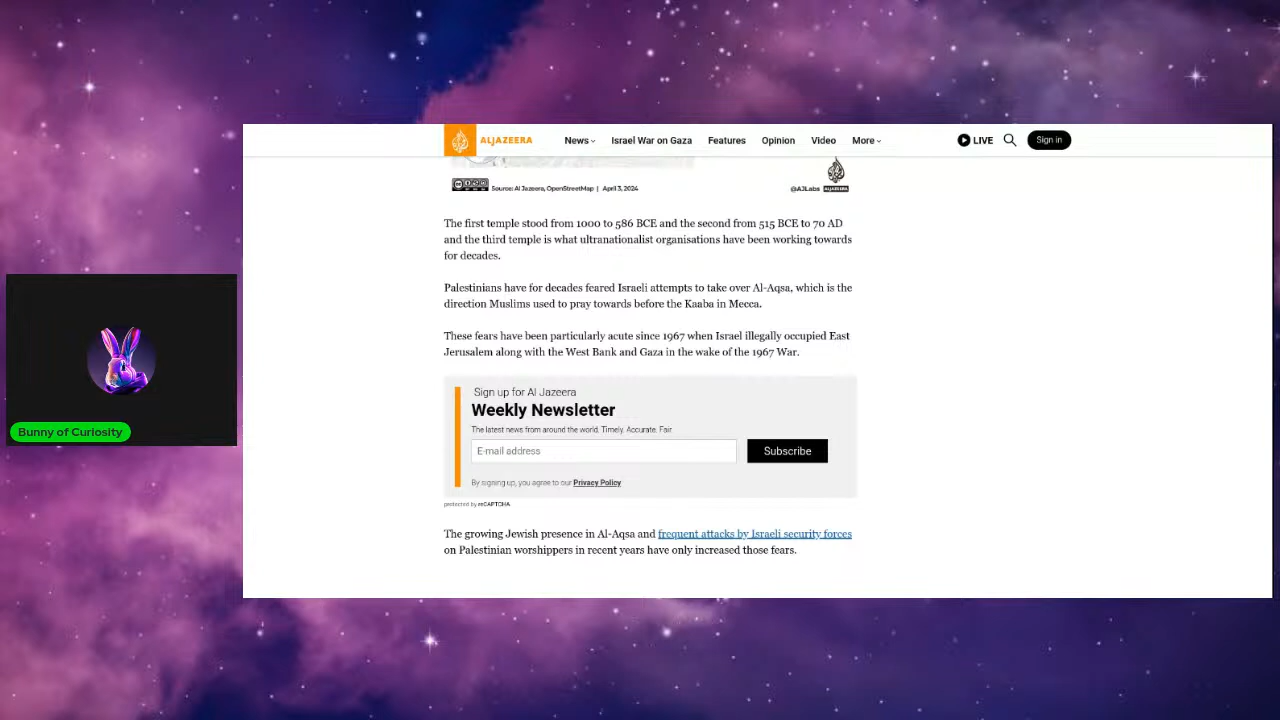 ALJAZEERA
News
Israel War on Gaza
Features
Opinion
Video
More
LIVE
Sign in
Source: Al Jazeera, OpenStreetMap | April 3, 2024
@AJLabs ALJAZEERA
The first temple stood from 1000 to 586 BCE and the second from 515 BCE to 70 AD
and the third temple is what ultranationalist organisations have been working towards
for decades.
Palestinians have for decades feared Israeli attempts to take over Al-Aqsa, which is the
direction Muslims used to pray towards before the Kaaba in Mecca.
These fears have been particularly acute since 1967 when Israel illegally occupied East
Jerusalem along with the West Bank and Gaza in the wake of the 1967 War.
Sign up for Al Jazeera
Weekly Newsletter
The latest news from around the world. Timely. Accurate. Fair.
E-mail address
Subscribe
By signing up, you agree to our Privacy Policy
protected by reCAPTCHA
The growing Jewish presence in Al-Aqsa and frequent attacks by Israeli security forces
on Palestinian worshippers in recent years have only increased those fears.
Bunny of Curiosity